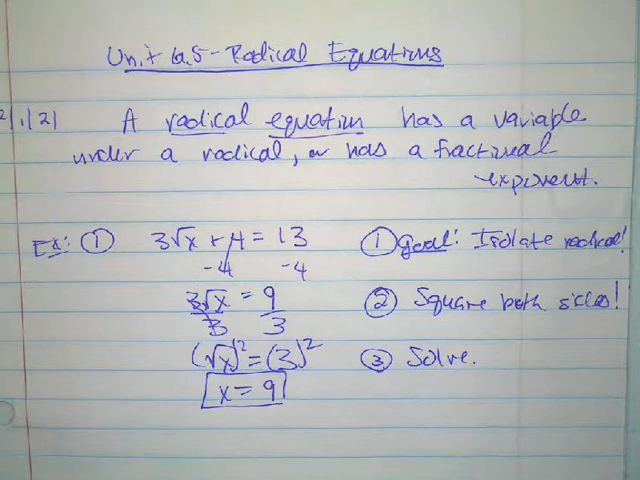 Unit 6.5 - Radical Equations
2/1/21 A radical equation has a variable
under a radical, or has a fractional
exponent.
Ex: ① 3√x + 4 = 13 ① Goal: Isolate radical!
-4 -4
3√x = 9 ② Square both sides!
3 3
(√x)² = (3)² ③ Solve.
x = 9